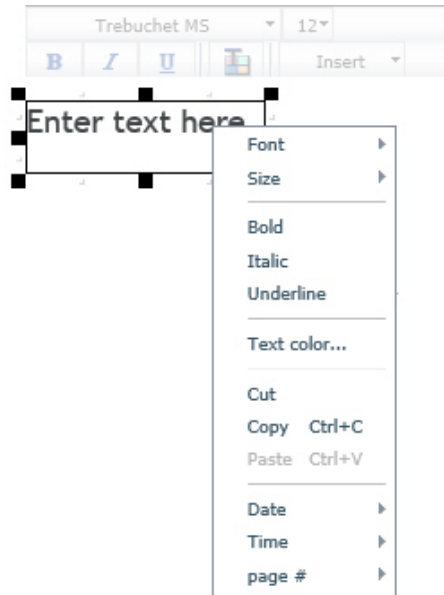 Trebuchet MS 12
B I U Insert
Enter text here
Font
Size
Bold
Italic
Underline
Text color...
Cut
Copy Ctrl+C
Paste Ctrl+V
Date
Time
page #